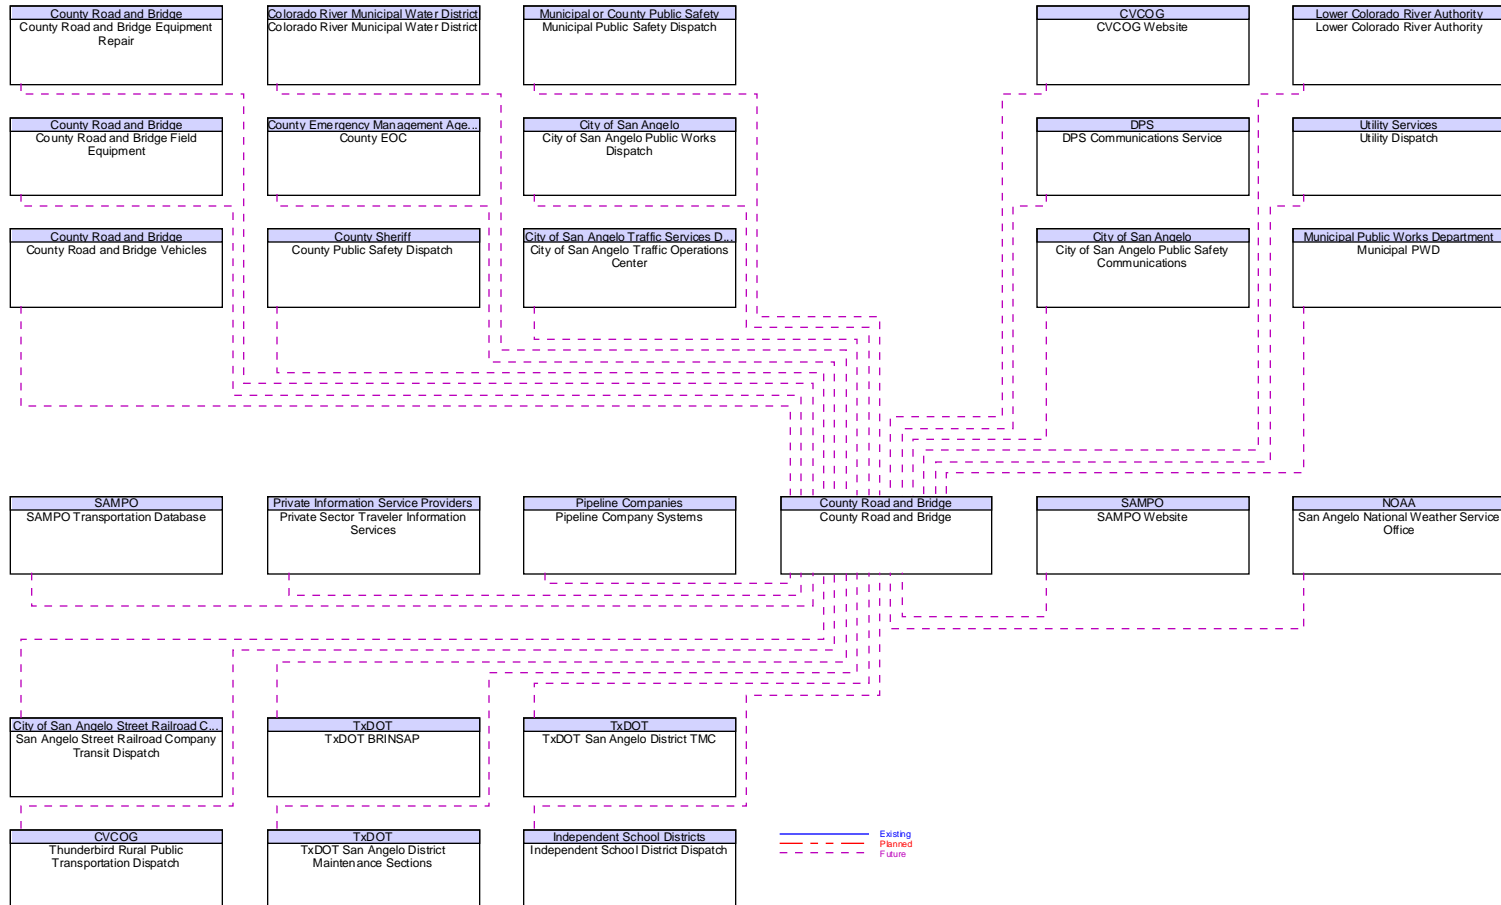 County Road and Bridge
County Road and Bridge Equipment
Repair
Colorado River Municipal Water District
Colorado River Municipal Water District
Municipal or County Public Safety
Municipal Public Safety Dispatch
CVCOG
CVCOG Website
Lower Colorado River Authority
Lower Colorado River Authority
County Road and Bridge
County Road and Bridge Field
Equipment
County Emergency Management Age...
County EOC
City of San Angelo
City of San Angelo Public Works
Dispatch
DPS
DPS Communications Service
Utility Services
Utility Dispatch
County Road and Bridge
County Road and Bridge Vehicles
County Sheriff
County Public Safety Dispatch
City of San Angelo Traffic Services D...
City of San Angelo Traffic Operations
Center
City of San Angelo
City of San Angelo Public Safety
Communications
Municipal Public Works Department
Municipal PWD
SAMPO
SAMPO Transportation Database
Private Information Service Providers
Private Sector Traveler Information
Services
Pipeline Companies
Pipeline Company Systems
County Road and Bridge
County Road and Bridge
SAMPO
SAMPO Website
NOAA
San Angelo National Weather Service
Office
City of San Angelo Street Railroad C...
San Angelo Street Railroad Company
Transit Dispatch
TxDOT
TxDOT BRINSAP
TxDOT
TxDOT San Angelo District TMC
CVCOG
Thunderbird Rural Public
Transportation Dispatch
TxDOT
TxDOT San Angelo District
Maintenance Sections
Independent School Districts
Independent School District Dispatch
Existing
Planned
Future